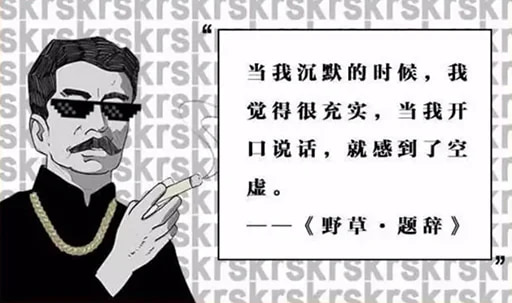 skrskrskrskrskr
“
当我沉默的时候，我
觉得很充实，当我开
口说话，就感到了空
虚。
——《野草·题辞》
”